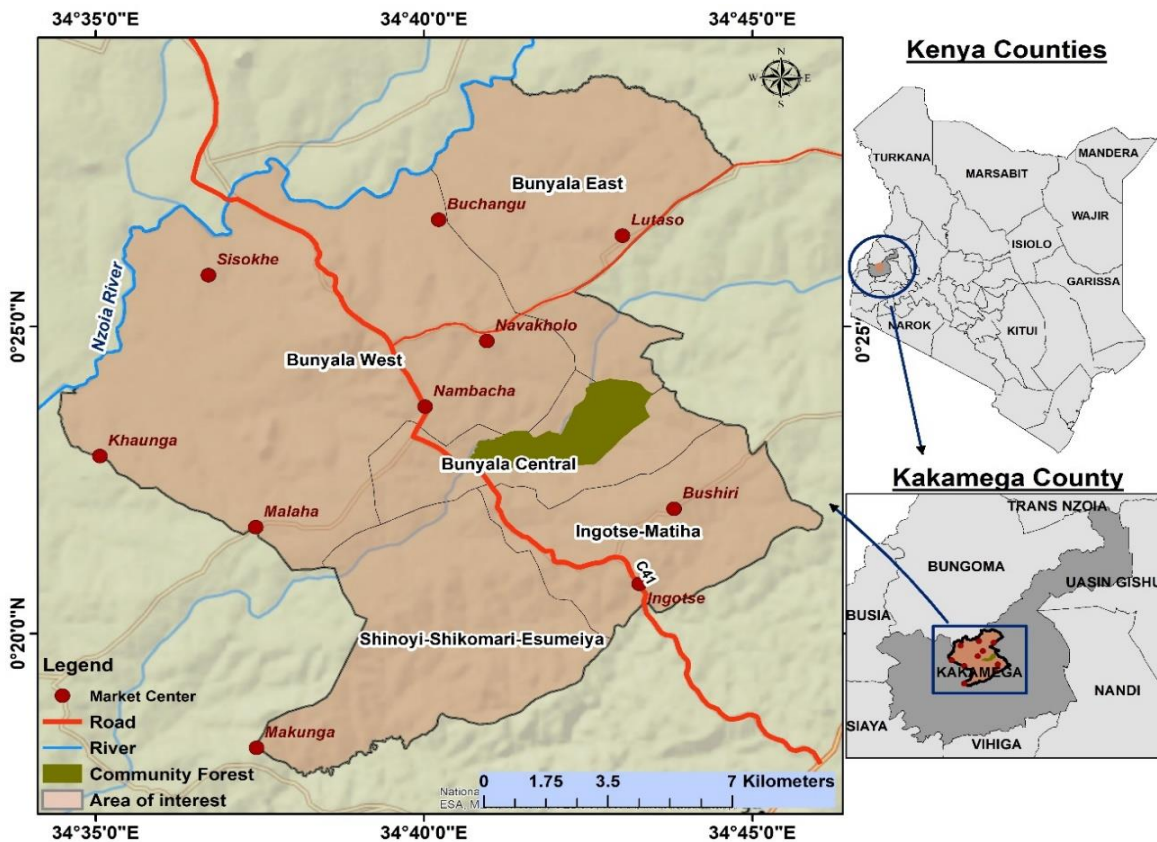 34°35'0"E
34°40'0"E
34°45'0"E
0°25'0"N
0°20'0"N
N
W
E
S
Bunyala East
Buchangu
Lutaso
Sisokhe
Nzoia River
Navakholo
Bunyala West
Nambacha
Khaunga
Bunyala Central
Bushiri
Malaha
Ingotse-Matiha
C41
Ingotse
Shinoyi-Shikomari-Esumeiya
Makunga
Legend
Market Center
Road
River
Community Forest
Area of interest
Nationa
ESA, M
0 1.75 3.5 7 Kilometers
34°35'0"E
34°40'0"E
34°45'0"E
Kenya Counties
TURKANA
MANDERA
MARSABIT
WAJIR
ISIOLO
GARISSA
0°25'
NAROK
KITUI
Kakamega County
TRANS NZOIA
BUNGOMA
UASIN GISHU
BUSIA
KAKAMEGA
NANDI
SIAYA
VIHIGA